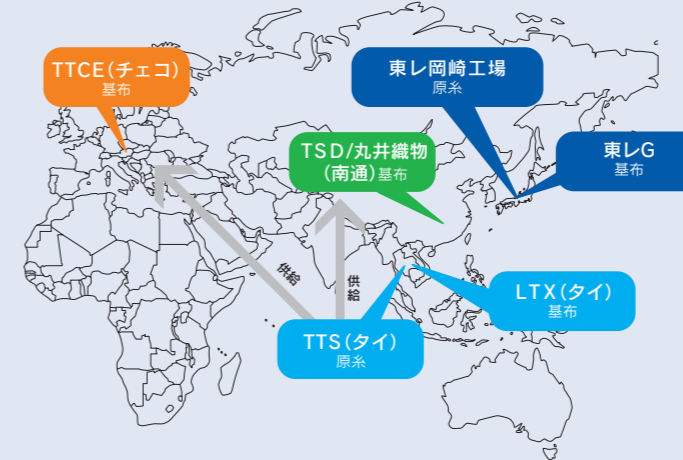 TTCE(チェコ)
基布
東レ岡崎工場
原糸
TSD/丸井織物
(南通)基布
東レG
基布
供給
供給
LTX(タイ)
基布
TTS(タイ)
原糸